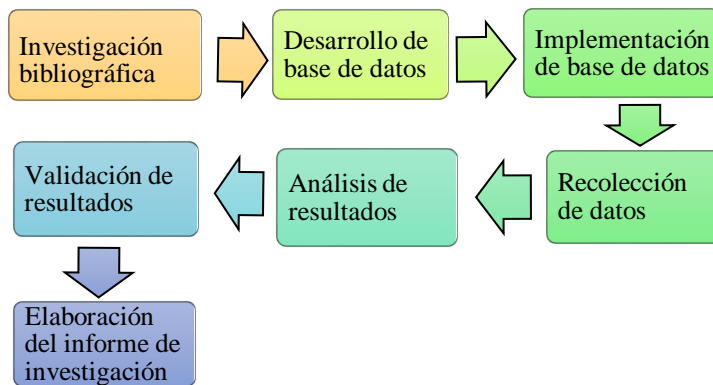 Investigación
bibliográfica
Desarrollo de
base de datos
Implementación
de base de datos
Recolección
de datos
Análisis de
resultados
Validación de
resultados
Elaboración
del informe de
investigación